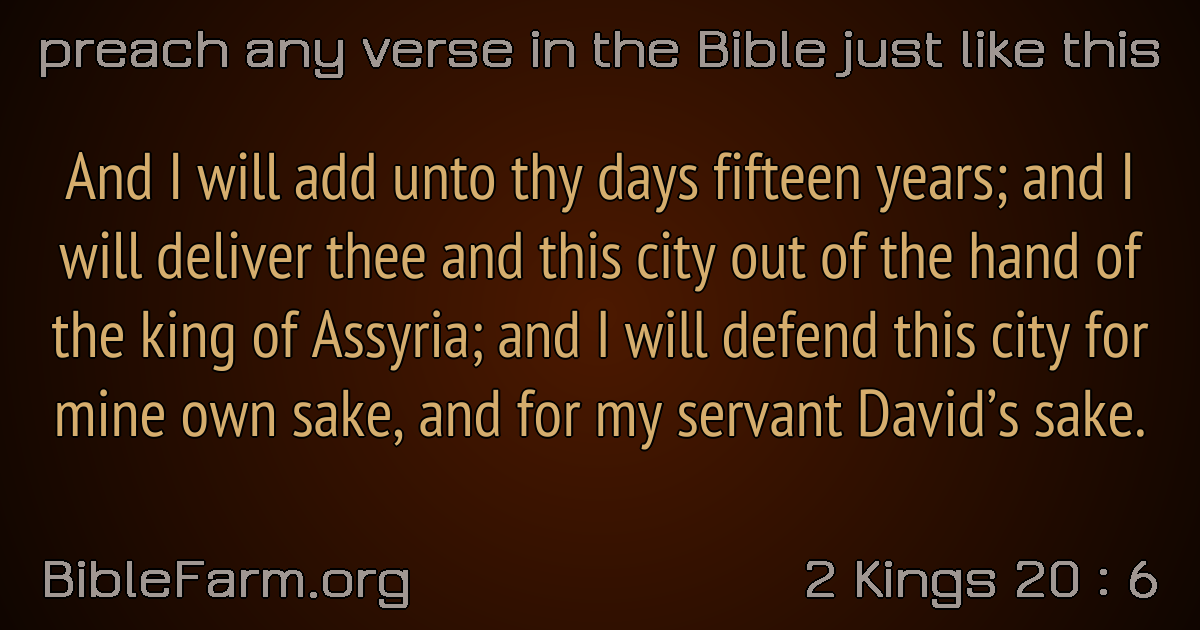 preach any verse in the Bible just like this
And I will add unto thy days fifteen years; and I
will deliver thee and this city out of the hand of
the king of Assyria; and I will defend this city for
mine own sake, and for my servant David’s sake.
BibleFarm.org
2 Kings 20 : 6